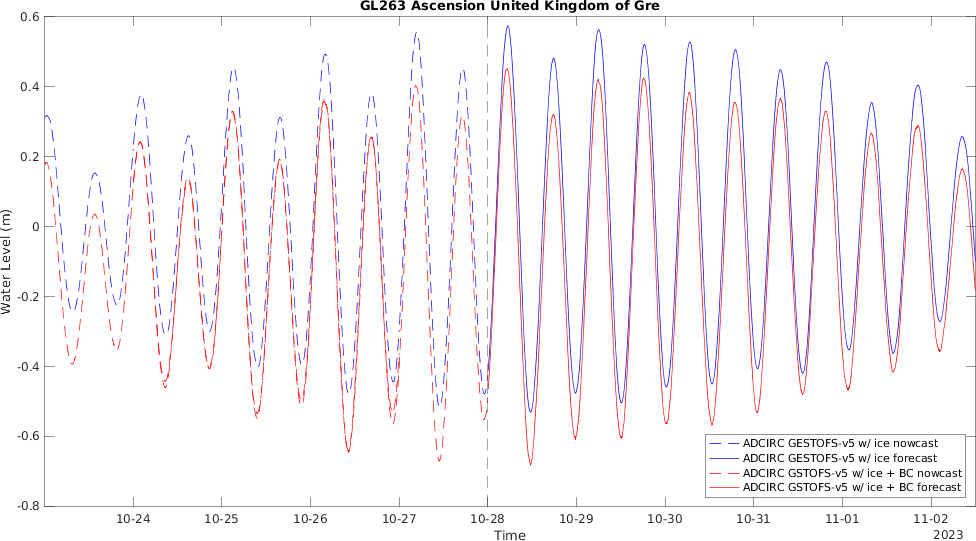 GL263 Ascension United Kingdom of Gre
Water Level (m)
0.6
0.4
0.2
0
-0.2
-0.4
-0.6
-0.8
10-24
10-25
10-26
10-27
10-28
10-29
10-30
10-31
11-01
11-02
Time
2023
ADCIRC GESTOFS-v5 w/ ice nowcast
ADCIRC GESTOFS-v5 w/ ice forecast
ADCIRC GSTOFS-v5 w/ ice + BC nowcast
ADCIRC GSTOFS-v5 w/ ice + BC forecast